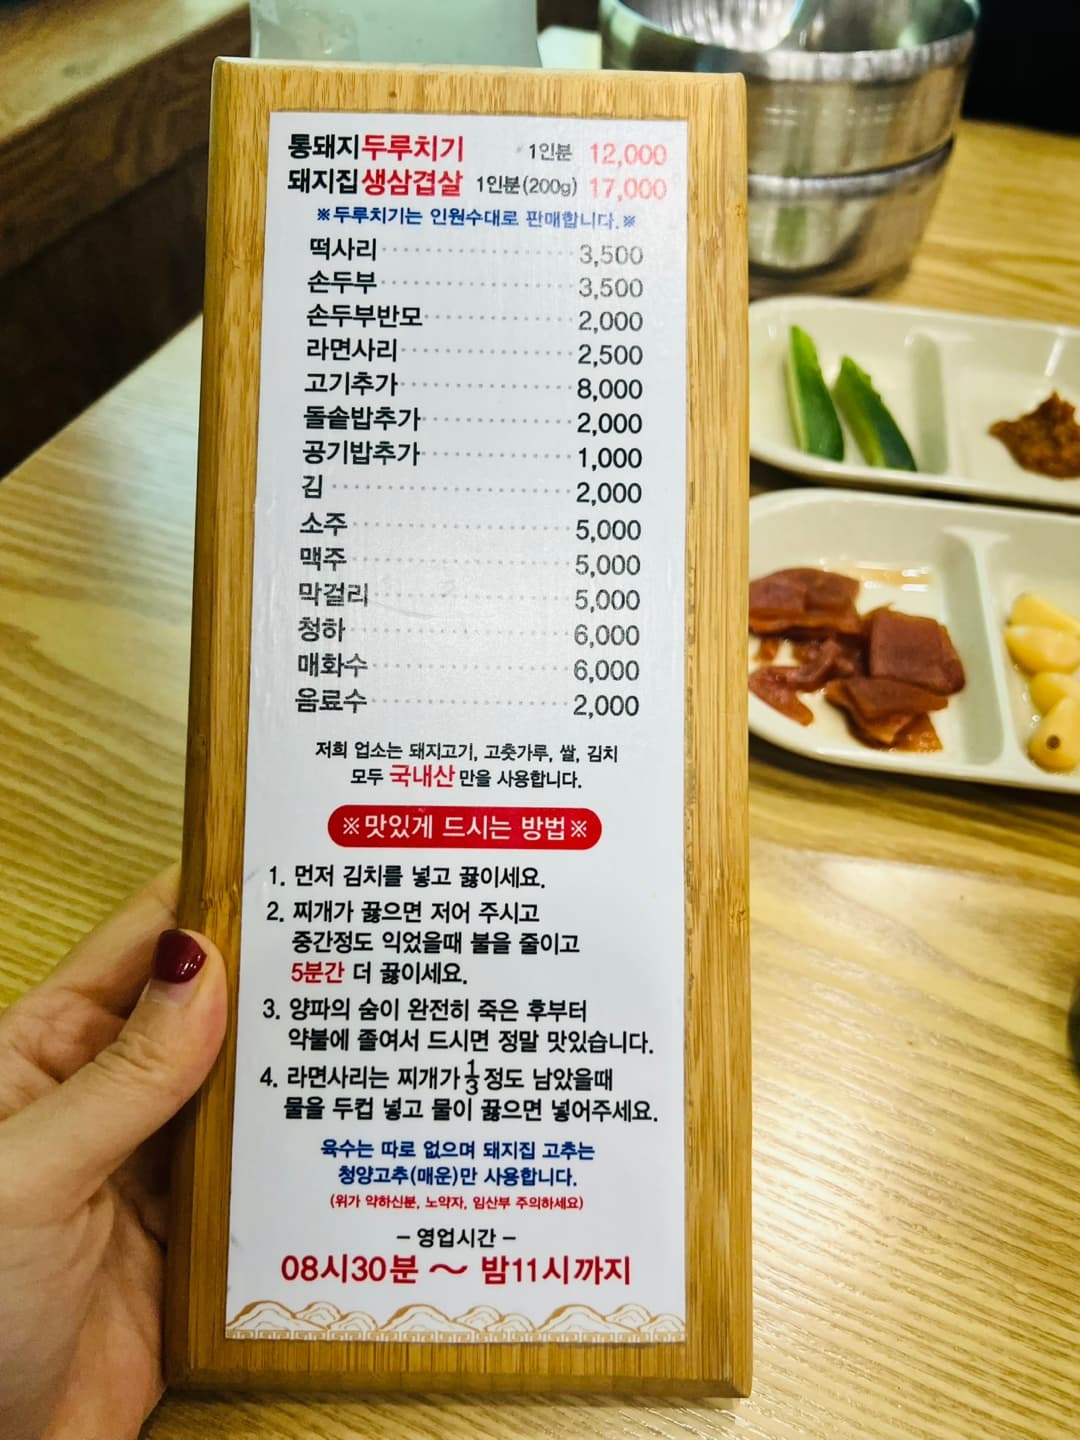 통돼지두루치기 1인분 12,000
돼지집생삼겹살 1인분(200g) 17,000
※두루치기는 인원수대로 판매합니다.※
떡사리 3,500
손두부 3,500
손두부반모 2,000
라면사리 2,500
고기추가 8,000
돌솥밥추가 2,000
공기밥추가 1,000
김 2,000
소주 5,000
맥주 5,000
막걸리 5,000
청하 6,000
매화수 6,000
음료수 2,000
저희 업소는 돼지고기, 고춧가루, 쌀, 김치
모두 국내산만을 사용합니다.
※맛있게 드시는 방법※
1. 먼저 김치를 넣고 끓이세요.
2. 찌개가 끓으면 저어 주시고
중간정도 익었을때 불을 줄이고
5분간 더 끓이세요.
3. 양파의 숨이 완전히 죽은 후부터
약불에 졸여서 드시면 정말 맛있습니다.
4. 라면사리는 찌개가 1/3 정도 남았을때
물을 두컵 넣고 물이 끓으면 넣어주세요.
육수는 따로 없으며 돼지집 고추는
청양고추(매운)만 사용합니다.
(위가 약하신분, 노약자, 임산부 주의하세요)
– 영업시간 –
08시30분 ~ 밤11시까지